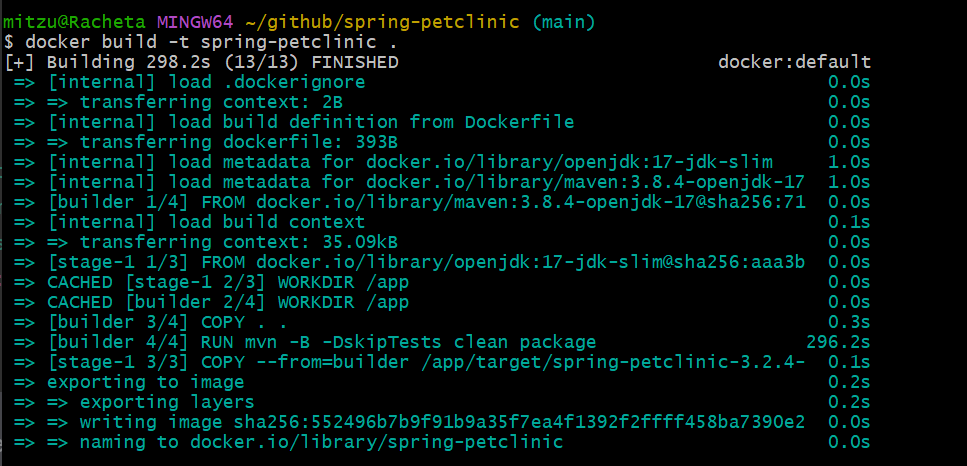 mitzu@Racheta MINGW64 ~/github/spring-petclinic (main)
$ docker build -t spring-petclinic .
[+] Building 298.2s (13/13) FINISHED docker:default
=> [internal] load .dockerignore 0.0s
=> => transferring context: 2B 0.0s
=> [internal] load build definition from Dockerfile 0.0s
=> => transferring dockerfile: 393B 0.0s
=> [internal] load metadata for docker.io/library/openjdk:17-jdk-slim 1.0s
=> [internal] load metadata for docker.io/library/maven:3.8.4-openjdk-17 1.0s
=> [builder 1/4] FROM docker.io/library/maven:3.8.4-openjdk-17@sha256:71 0.0s
=> [internal] load build context 0.1s
=> => transferring context: 35.09kB 0.0s
=> [stage-1 1/3] FROM docker.io/library/openjdk:17-jdk-slim@sha256:aaa3b 0.0s
=> CACHED [stage-1 2/3] WORKDIR /app 0.0s
=> CACHED [builder 2/4] WORKDIR /app 0.0s
=> [builder 3/4] COPY . . 0.3s
=> [builder 4/4] RUN mvn -B -DskipTests clean package 296.2s
=> [stage-1 3/3] COPY --from=builder /app/target/spring-petclinic-3.2.4- 0.1s
=> exporting to image 0.2s
=> => exporting layers 0.2s
=> => writing image sha256:552496b7b9f91b9a35f7ea4f1392f2ffff458ba7390e2 0.0s
=> => naming to docker.io/library/spring-petclinic 0.0s